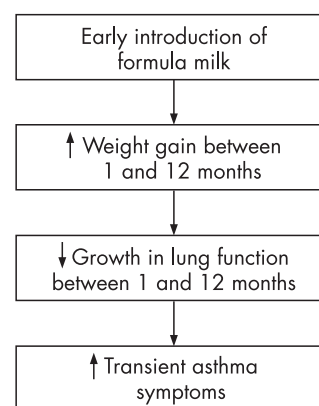 Early introduction of
formula milk
↑ Weight gain between
1 and 12 months
↓ Growth in lung function
between 1 and 12 months
↑ Transient asthma
symptoms